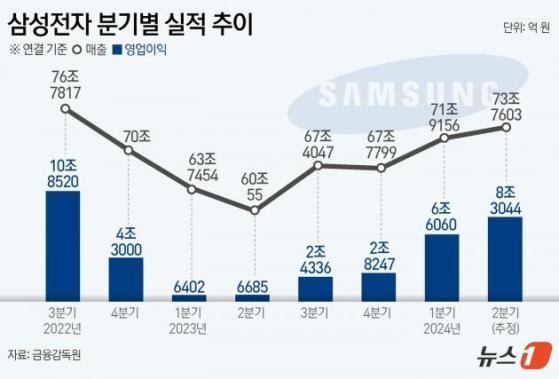 삼성전자 분기별 실적 추이
단위: 억 원
※ 연결 기준 매출 영업이익
SAMSUNG
76조
7817
70조
63조
7454
60조
55
67조
4047
67조
7799
71조
9156
73조
7603
10조
8520
4조
3000
6402
6685
2조
4336
2조
8247
6조
6060
8조
3044
3분기 4분기 1분기 2분기 3분기 4분기 1분기 2분기
2022년 2023년 2024년 (추정)
자료: 금융감독원
뉴스1